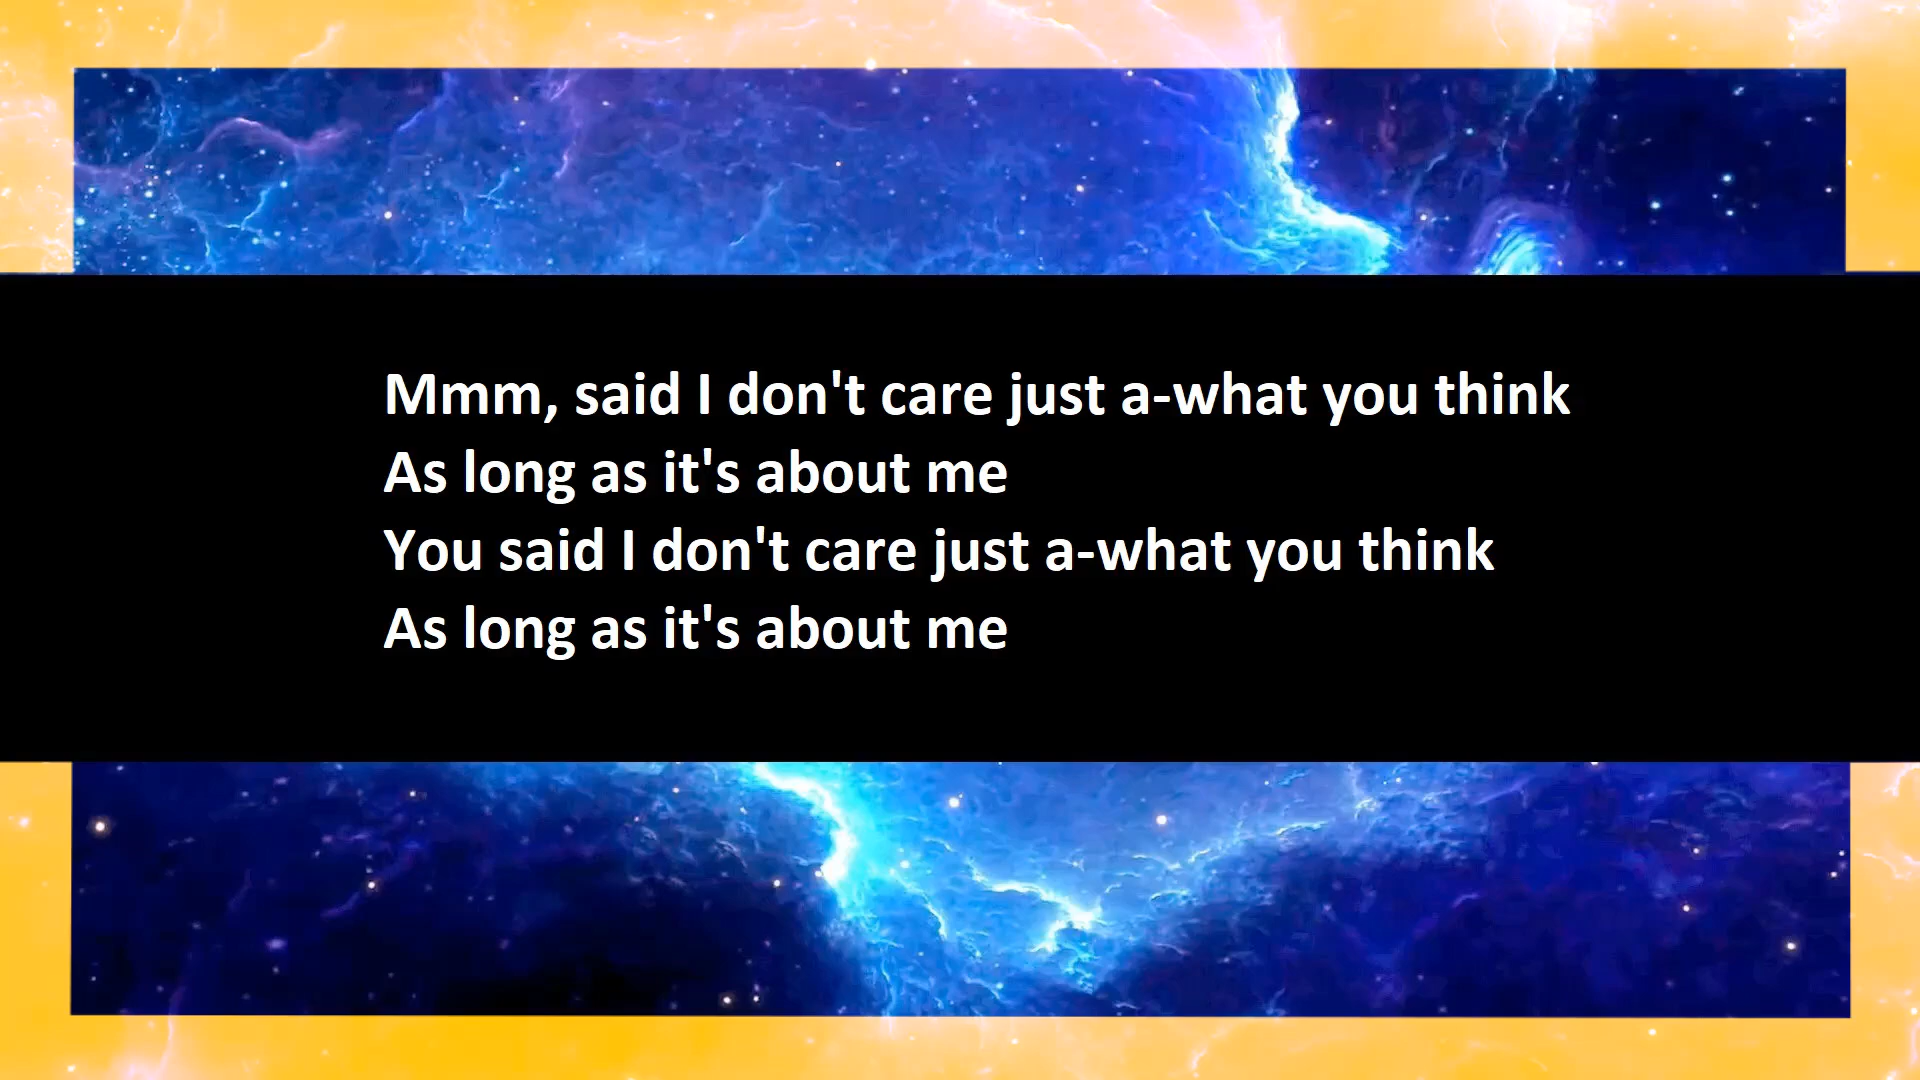 Mmm, said I don't care just a-what you think
As long as it's about me
You said I don't care just a-what you think
As long as it's about me